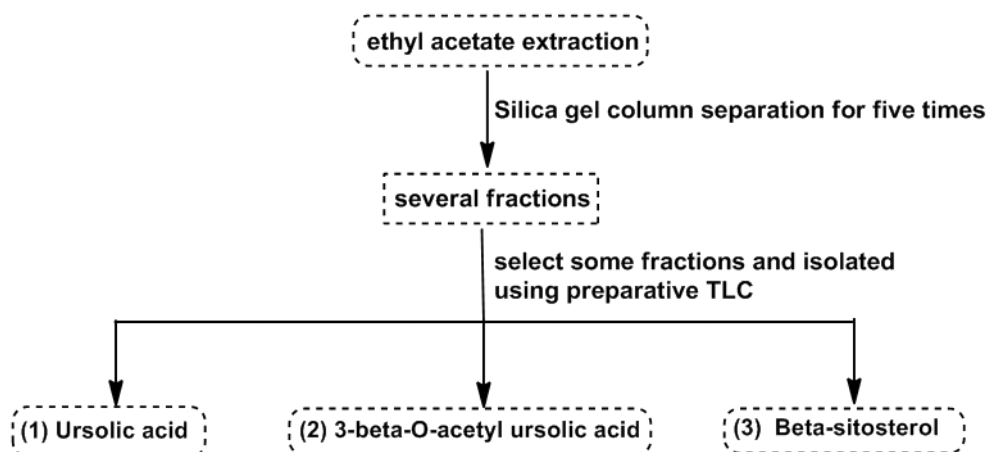 ethyl acetate extraction
Silica gel column separation for five times
several fractions
select some fractions and isolated
using preparative TLC
(1) Ursolic acid
(2) 3-beta-O-acetyl ursolic acid
(3) Beta-sitosterol